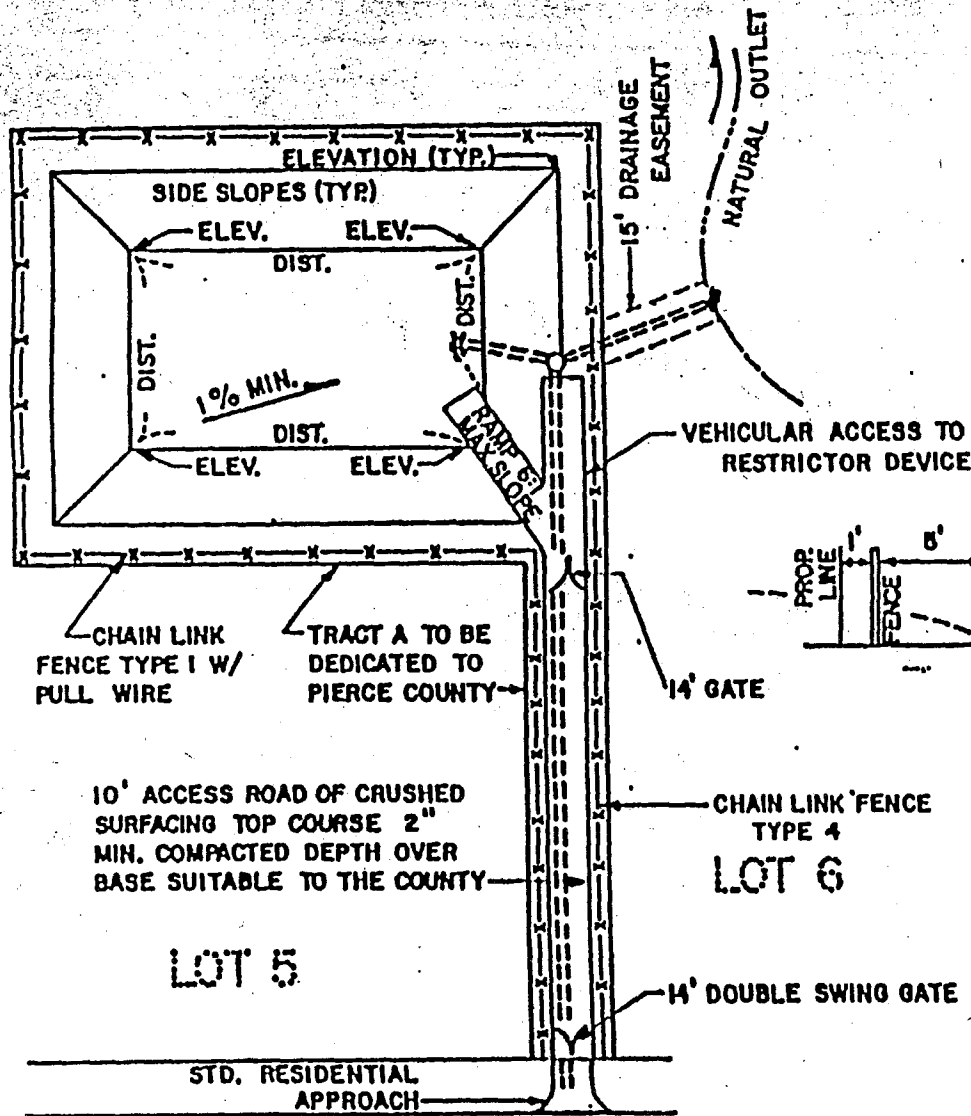 15' DRAINAGE
EASEMENT
NATURAL OUTLET
ELEVATION (TYP.)
SIDE SLOPES (TYP.)
ELEV.
ELEV.
DIST.
DIST.
DIST.
1% MIN.
DIST.
ELEV.
ELEV.
RAMP 6:1
MAX. SLOPE
VEHICULAR ACCESS TO
RESTRICTOR DEVICE
PROP.
LINE
1'
FENCE
5'
CHAIN LINK
FENCE TYPE 1 W/
PULL WIRE
TRACT A TO BE
DEDICATED TO
PIERCE COUNTY
14' GATE
10' ACCESS ROAD OF CRUSHED
SURFACING TOP COURSE 2"
MIN. COMPACTED DEPTH OVER
BASE SUITABLE TO THE COUNTY
CHAIN LINK FENCE
TYPE 4
LOT 6
LOT 5
14' DOUBLE SWING GATE
STD. RESIDENTIAL
APPROACH